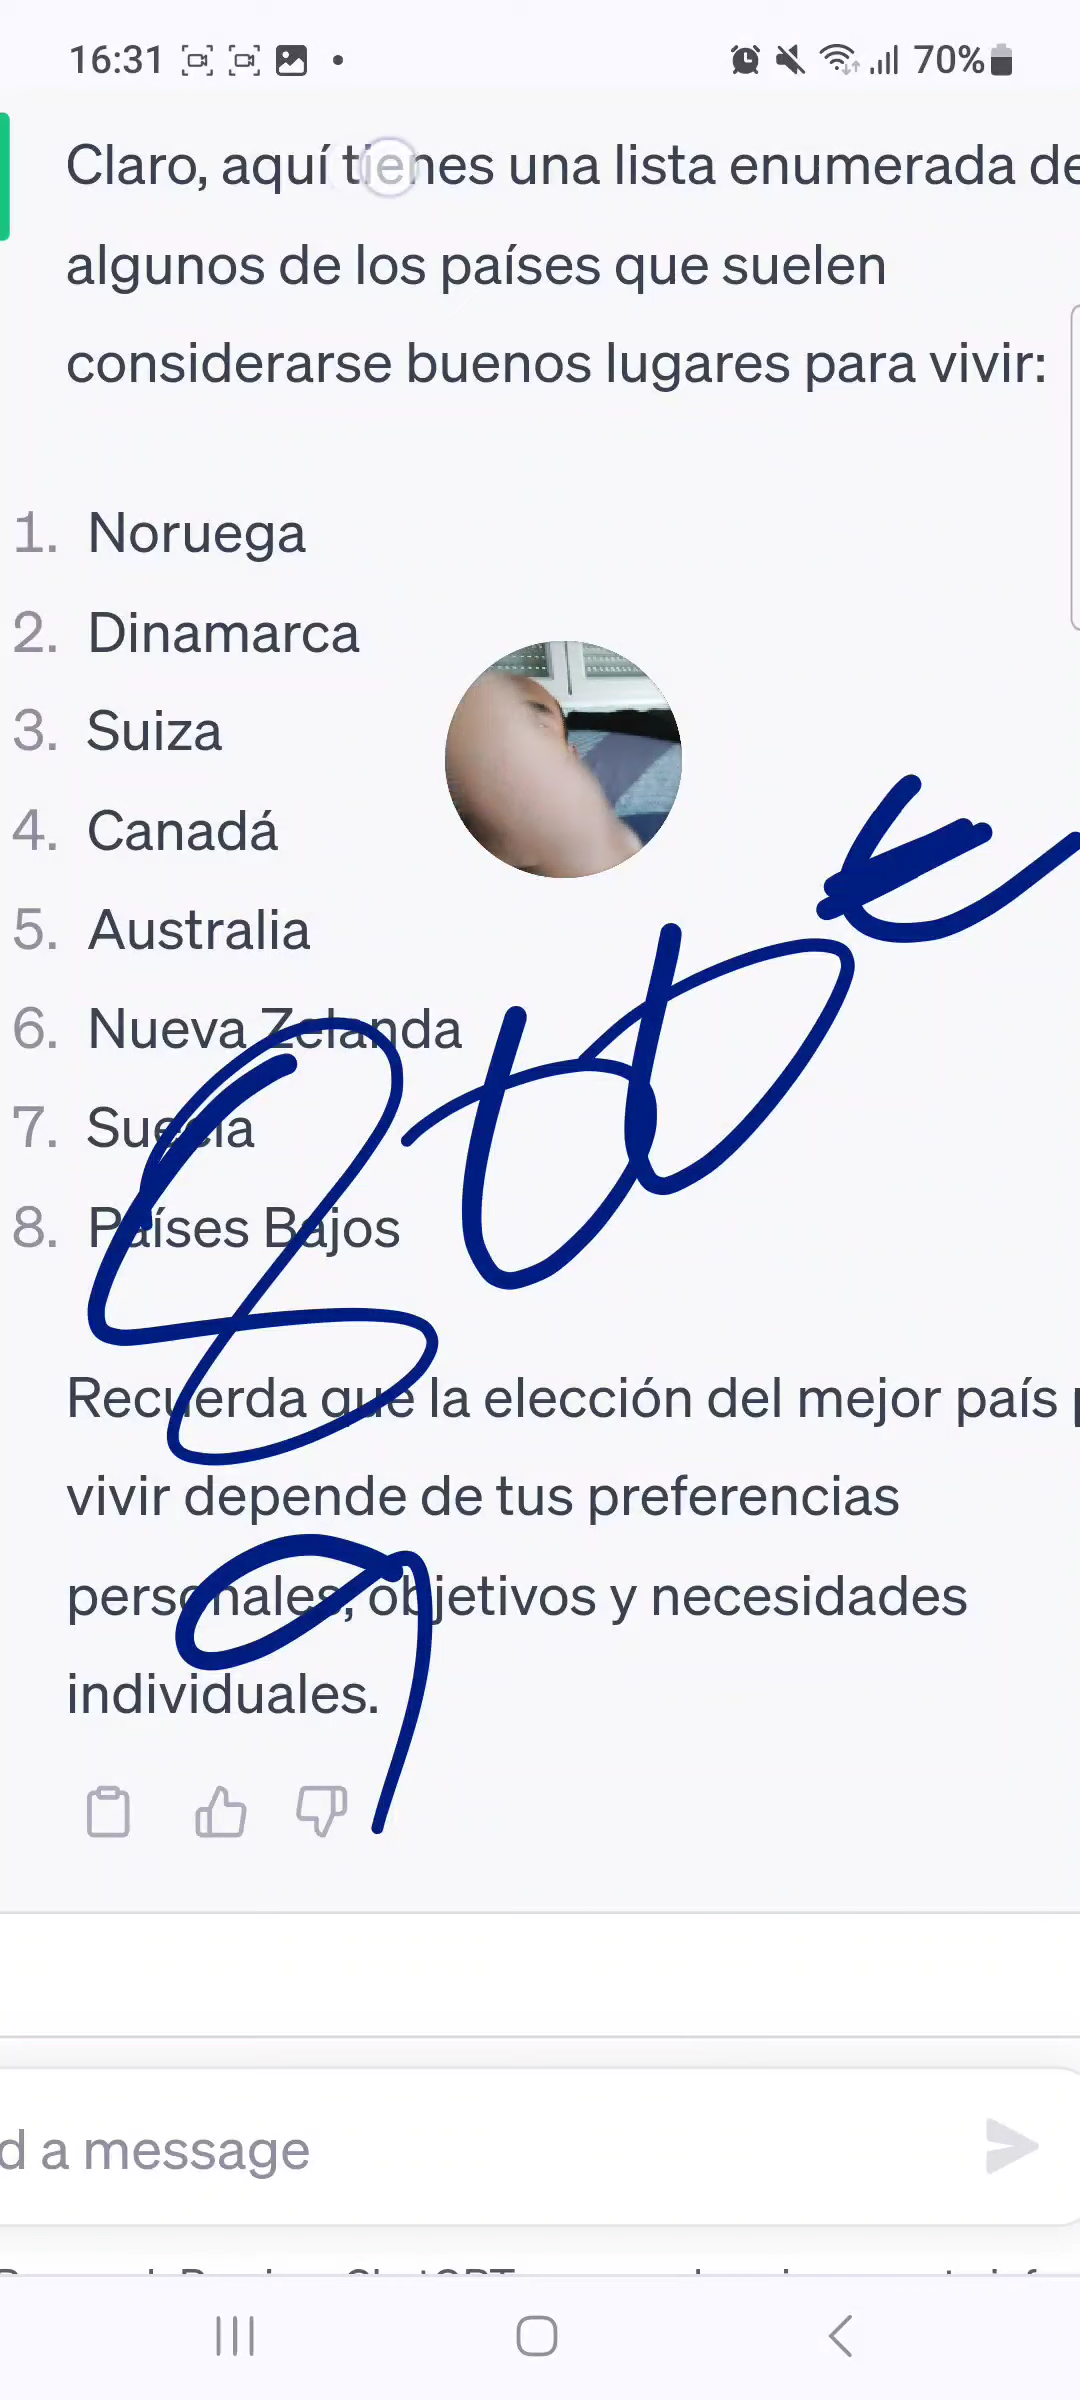 16:31 70%
Claro, aquí tienes una lista enumerada de
algunos de los países que suelen
considerarse buenos lugares para vivir:
1. Noruega
2. Dinamarca
3. Suiza
4. Canadá
5. Australia
6. Nueva Zelanda
7. Suecia
8. Países Bajos
800€
Recuerda que la elección del mejor país p
vivir depende de tus preferencias
personales, objetivos y necesidades
individuales.
9
d a message